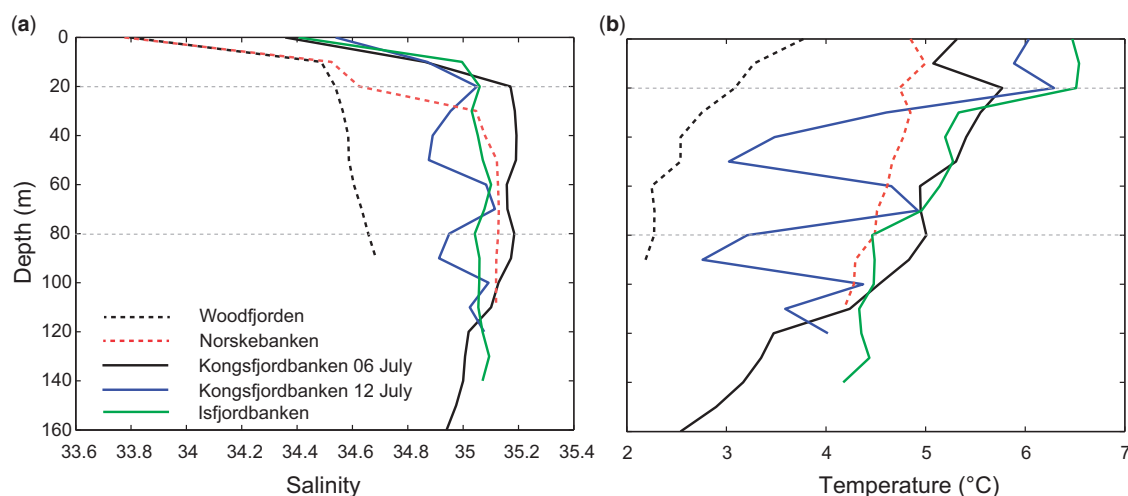 (a)
(b)
0
20
40
60
80
100
120
140
160
Depth (m)
Woodfjorden
Norskebanken
Kongsfjordbanken 06 July
Kongsfjordbanken 12 July
Isfjordbanken
33.6 33.8 34 34.2 34.4 34.6 34.8 35 35.2 35.4
2 3 4 5 6 7
Salinity
Temperature (°C)